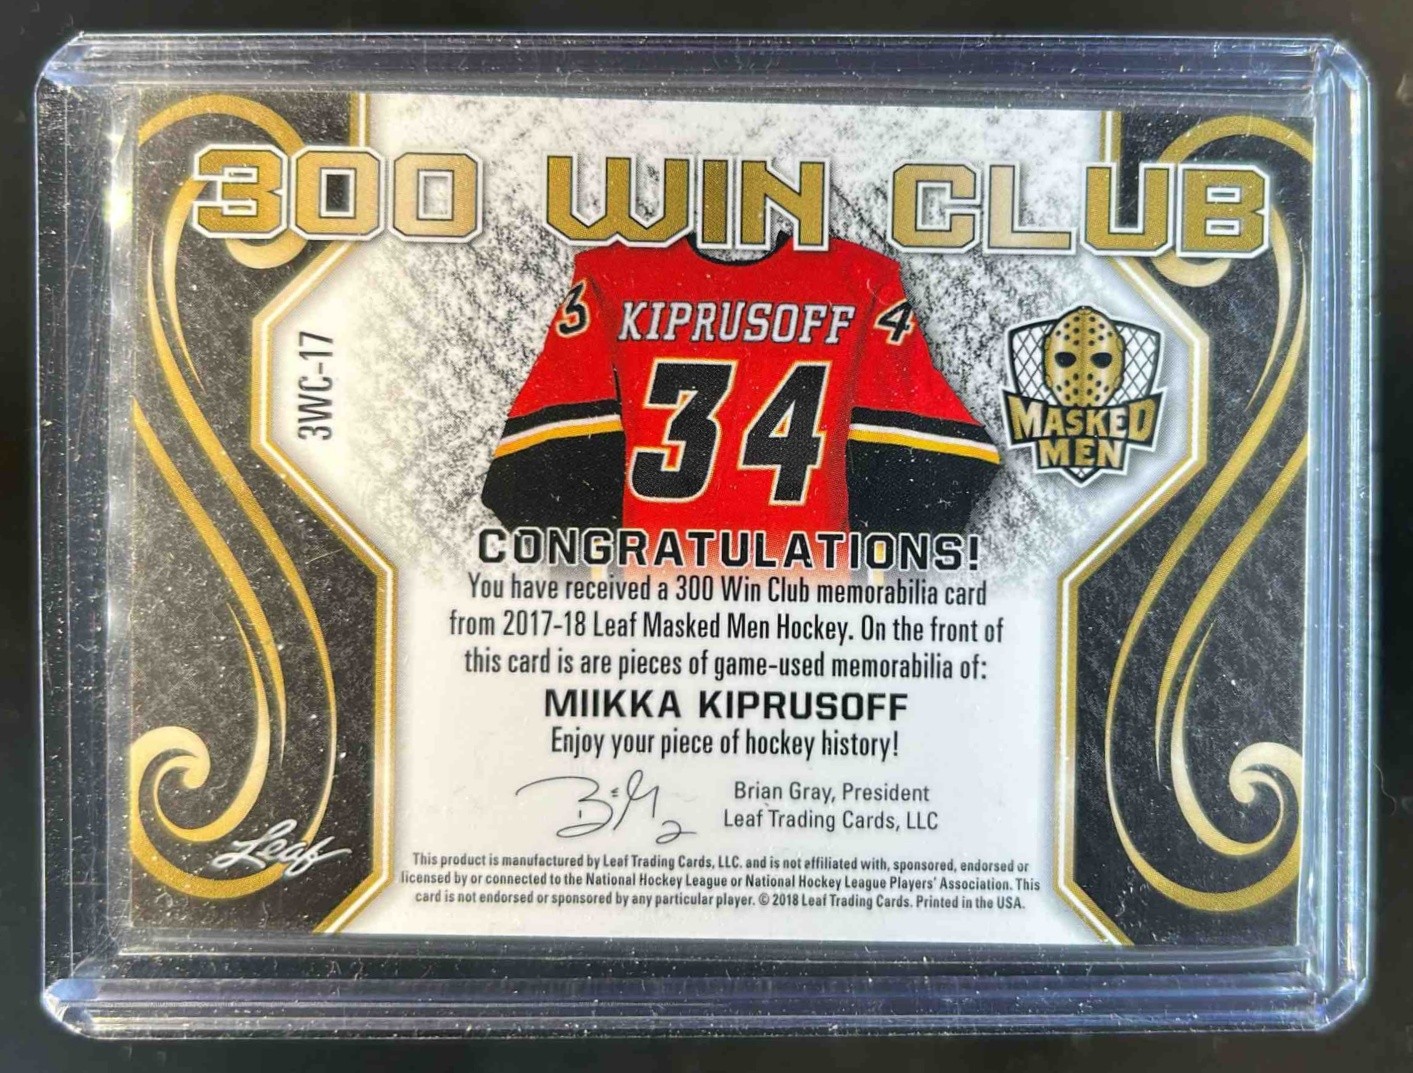 300 WIN CLUB
3 KIPRUSOFF 4
34
3WC-17
MASKED
MEN
CONGRATULATIONS!
You have received a 300 Win Club memorabilia card
from 2017-18 Leaf Masked Men Hockey. On the front of
this card is are pieces of game-used memorabilia of:
MIIKKA KIPRUSOFF
Enjoy your piece of hockey history!
Brian Gray, President
Leaf Trading Cards, LLC
Leaf
This product is manufactured by Leaf Trading Cards, LLC. and is not affiliated with, sponsored, endorsed or
licensed by or connected to the National Hockey League or National Hockey League Players' Association. This
card is not endorsed or sponsored by any particular player. © 2018 Leaf Trading Cards. Printed in the USA.